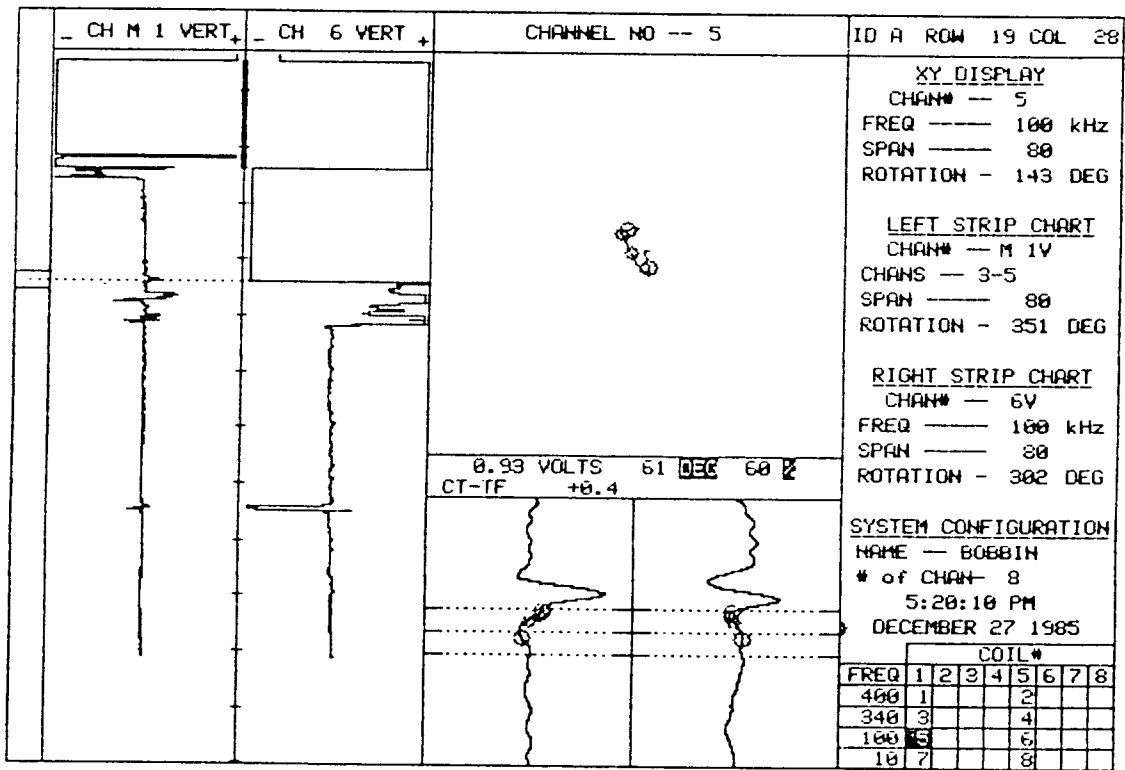 _ CH M 1 VERT +
_ CH 6 VERT +
CHANNEL NO -- 5
ID A ROW 19 COL 28
XY DISPLAY
CHAN# -- 5
FREQ ----- 100 kHz
SPAN ----- 80
ROTATION - 143 DEG
LEFT STRIP CHART
CHAN# -- M 1V
CHANS -- 3-5
SPAN ----- 80
ROTATION - 351 DEG
RIGHT STRIP CHART
CHAN# -- 6V
FREQ ----- 100 kHz
SPAN ----- 80
ROTATION - 302 DEG
0.93 VOLTS 61 DEG 60 %
CT-TF +0.4
SYSTEM CONFIGURATION
NAME -- BOBBIN
# of CHAN- 8
5:20:10 PM
DECEMBER 27 1985
COIL#
FREQ 1 2 3 4 5 6 7 8
400 1 2
340 3 4
100 5 6
10 7 8